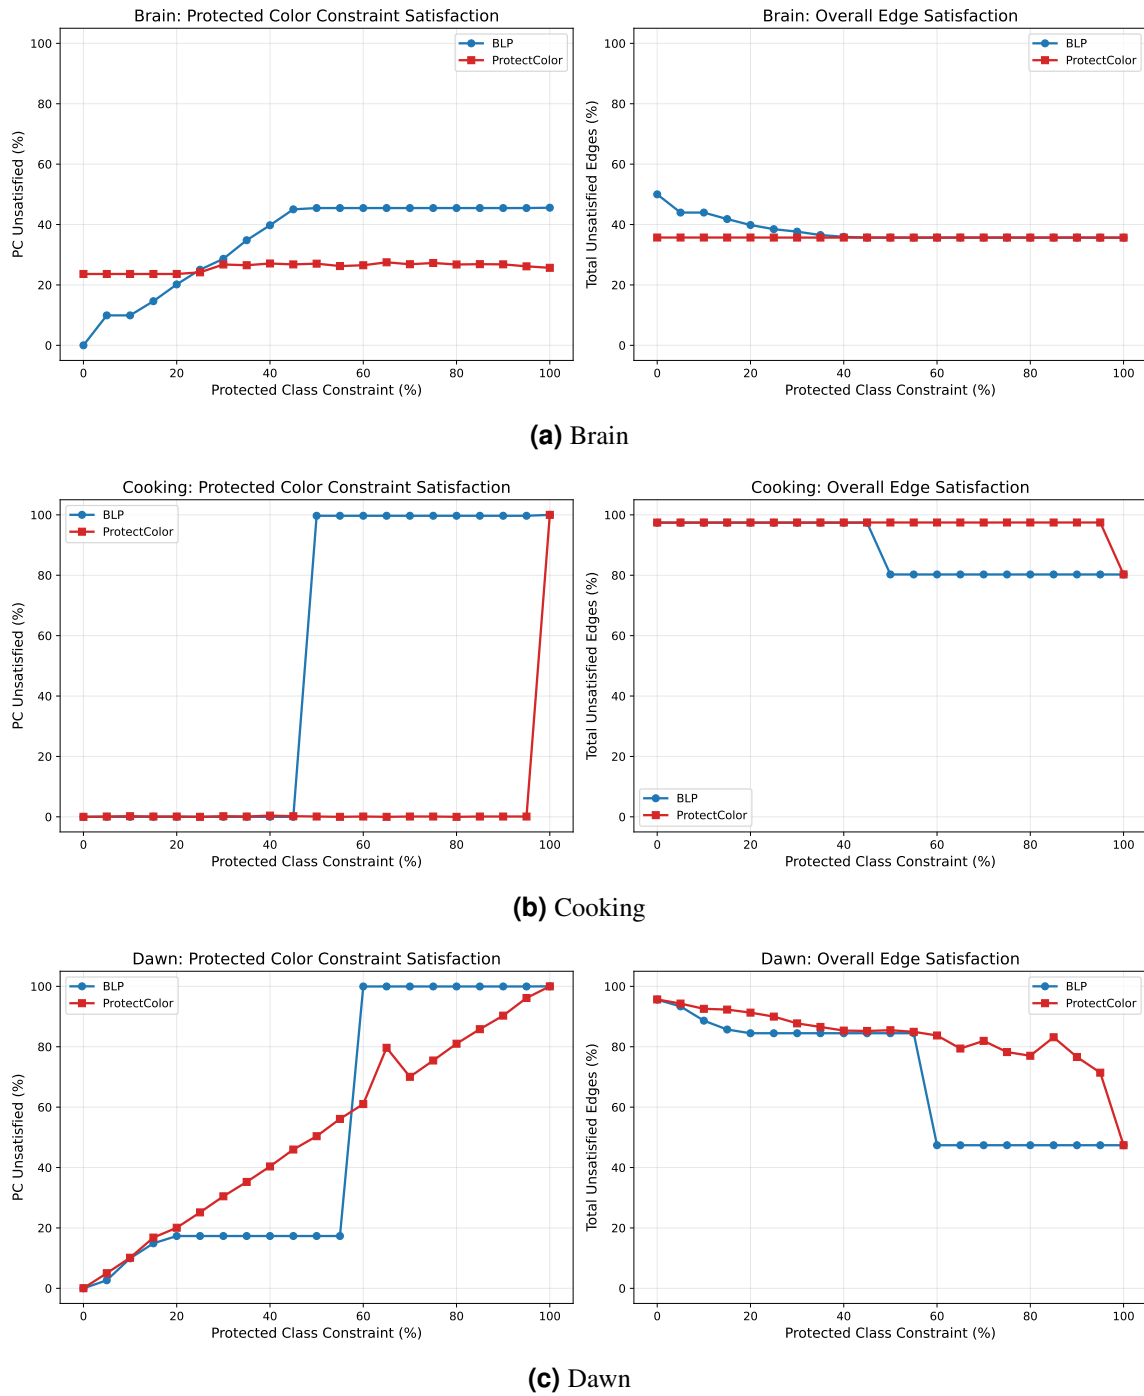 Brain: Protected Color Constraint Satisfaction
PC Unsatisfied (%)
100
80
60
40
20
0
BLP
ProtectColor
0 20 40 60 80 100
Protected Class Constraint (%)
Brain: Overall Edge Satisfaction
Total Unsatisfied Edges (%)
100
80
60
40
20
0
BLP
ProtectColor
0 20 40 60 80 100
Protected Class Constraint (%)
(a) Brain
Cooking: Protected Color Constraint Satisfaction
PC Unsatisfied (%)
100
80
60
40
20
0
BLP
ProtectColor
0 20 40 60 80 100
Protected Class Constraint (%)
Cooking: Overall Edge Satisfaction
Total Unsatisfied Edges (%)
100
80
60
40
20
0
BLP
ProtectColor
0 20 40 60 80 100
Protected Class Constraint (%)
(b) Cooking
Dawn: Protected Color Constraint Satisfaction
PC Unsatisfied (%)
100
80
60
40
20
0
BLP
ProtectColor
0 20 40 60 80 100
Protected Class Constraint (%)
Dawn: Overall Edge Satisfaction
Total Unsatisfied Edges (%)
100
80
60
40
20
0
BLP
ProtectColor
0 20 40 60 80 100
Protected Class Constraint (%)
(c) Dawn